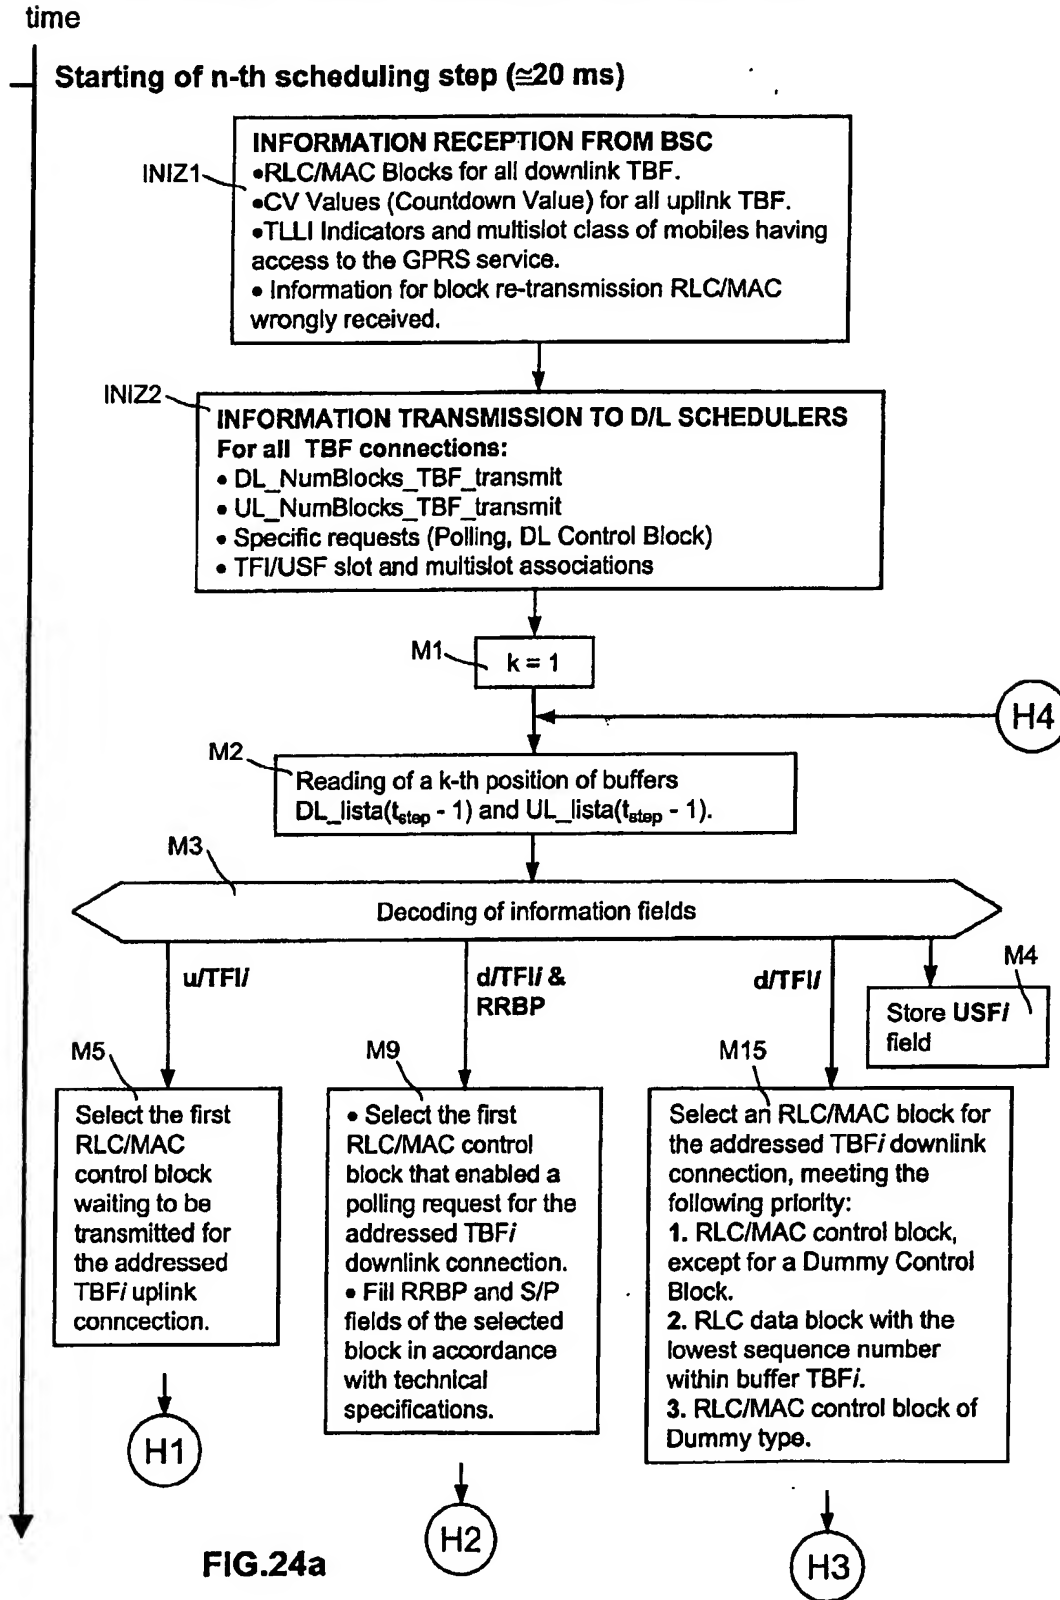 time
Starting of n-th scheduling step (≅20 ms)
INIZ1
INFORMATION RECEPTION FROM BSC
•RLC/MAC Blocks for all downlink TBF.
•CV Values (Countdown Value) for all uplink TBF.
•TLLI Indicators and multislot class of mobiles having
access to the GPRS service.
• Information for block re-transmission RLC/MAC
wrongly received.
INIZ2
INFORMATION TRANSMISSION TO D/L SCHEDULERS
For all TBF connections:
• DL_NumBlocks_TBF_transmit
• UL_NumBlocks_TBF_transmit
• Specific requests (Polling, DL Control Block)
• TFI/USF slot and multislot associations
M1
k = 1
H4
M2
Reading of a k-th position of buffers
DL_lista(tstep - 1) and UL_lista(tstep - 1).
M3
Decoding of information fields
u/TFIi
d/TFIi &
RRBP
d/TFIi
M4
Store USFi
field
M5
Select the first
RLC/MAC
control block
waiting to be
transmitted for
the addressed
TBFi uplink
conncection.
H1
M9
• Select the first
RLC/MAC control
block that enabled a
polling request for the
addressed TBFi
downlink connection.
• Fill RRBP and S/P
fields of the selected
block in accordance
with technical
specifications.
H2
M15
Select an RLC/MAC block for
the addressed TBFi downlink
connection, meeting the
following priority:
1. RLC/MAC control block,
except for a Dummy Control
Block.
2. RLC data block with the
lowest sequence number
within buffer TBFi.
3. RLC/MAC control block of
Dummy type.
H3
FIG.24a